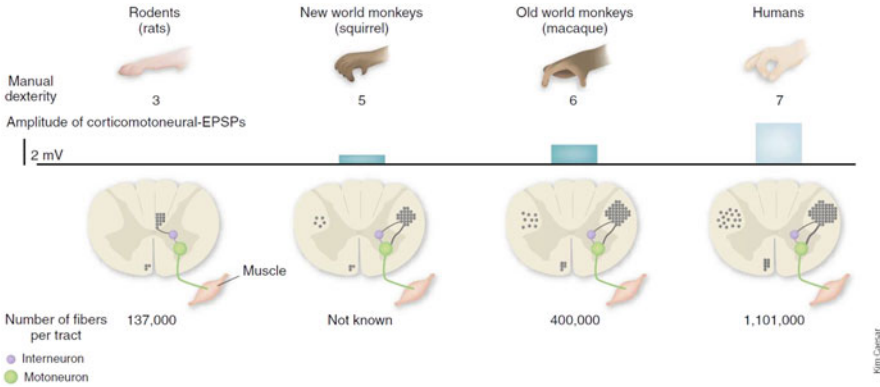 Rodents
(rats)
New world monkeys
(squirrel)
Old world monkeys
(macaque)
Humans
Manual
dexterity
3
5
6
7
Amplitude of corticomotoneural-EPSPs
2 mV
Muscle
Number of fibers
per tract
137,000
Not known
400,000
1,101,000
Interneuron
Motoneuron
Kim Caesar